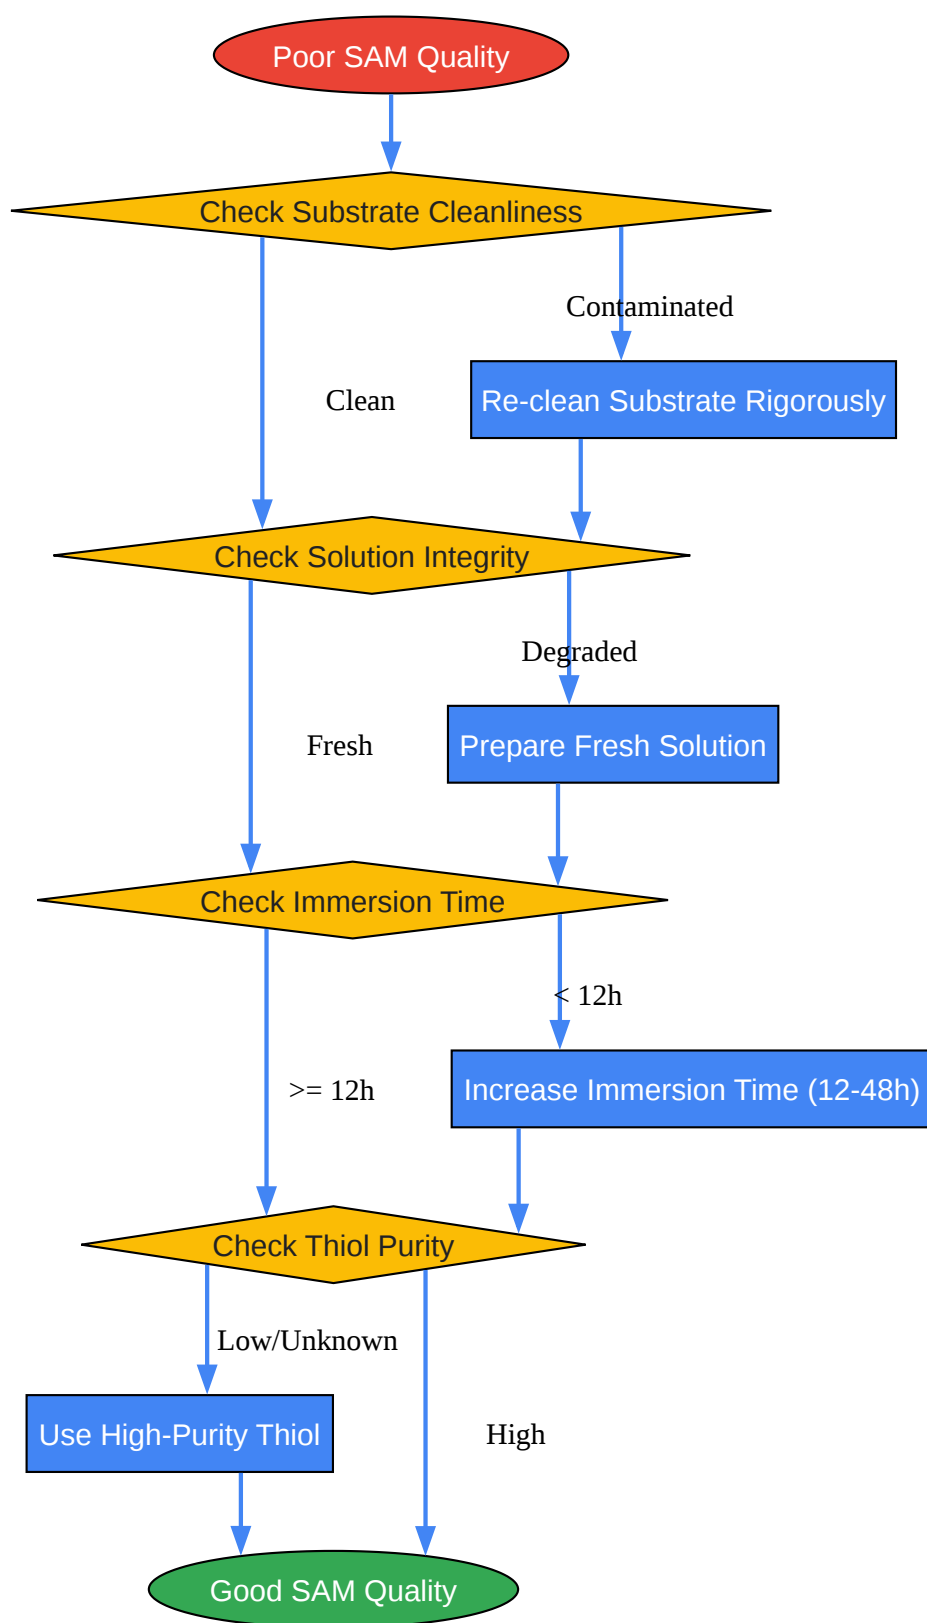 Poor SAM Quality
Check Substrate Cleanliness
Contaminated
Clean
Re-clean Substrate Rigorously
Check Solution Integrity
Degraded
Fresh
Prepare Fresh Solution
Check Immersion Time
< 12h
>= 12h
Increase Immersion Time (12-48h)
Check Thiol Purity
Low/Unknown
Use High-Purity Thiol
High
Good SAM Quality